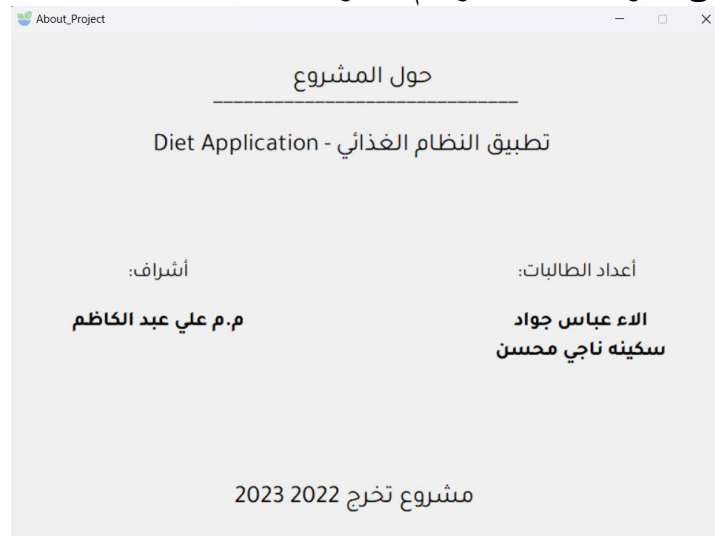 About_Project
حول المشروع
تطبيق النظام الغذائي - Diet Application
أعداد الطالبات:
أشراف:
الاء عباس جواد
م.م علي عبد الكاظم
سكينه ناجي محسن
مشروع تخرج 2022 2023